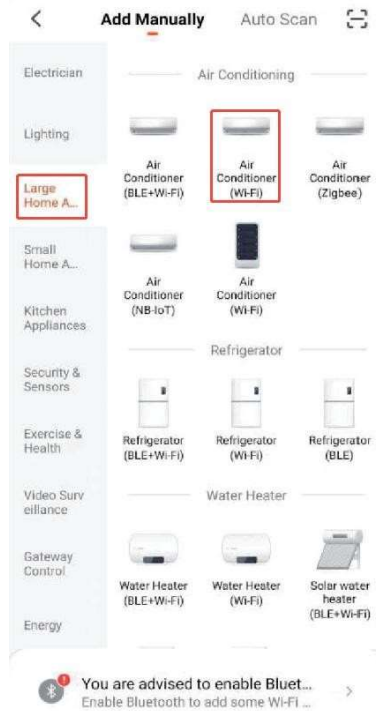 Add Manually Auto Scan
Electrician
Lighting
Large
Home A...
Small
Home A...
Kitchen
Appliances
Security &
Sensors
Exercise &
Health
Video Surv
eillance
Gateway
Control
Energy
Air Conditioning
Air
Conditioner
(BLE+Wi-Fi)
Air
Conditioner
(Wi-Fi)
Air
Conditioner
(Zigbee)
Air
Conditioner
(NB-IoT)
Air
Conditioner
(Wi-Fi)
Refrigerator
Refrigerator
(BLE+Wi-Fi)
Refrigerator
(Wi-Fi)
Refrigerator
(BLE)
Water Heater
Water Heater
(BLE+Wi-Fi)
Water Heater
(Wi-Fi)
Solar water
heater
(BLE+Wi-Fi)
You are advised to enable Bluet...
Enable Bluetooth to add some Wi-Fi ...